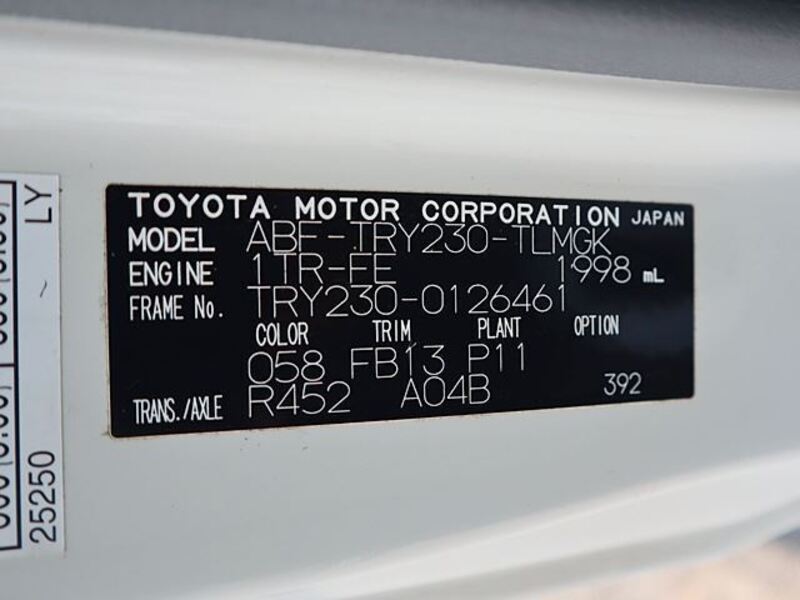 TOYOTA MOTOR CORPORATION JAPAN
MODEL ABF-TRY230-TLMGK
ENGINE 1TR-FE 1998 mL
FRAME No. TRY230-0126461
COLOR TRIM PLANT OPTION
058 FB13 P11
TRANS./AXLE R452 A04B 392
LY
25250